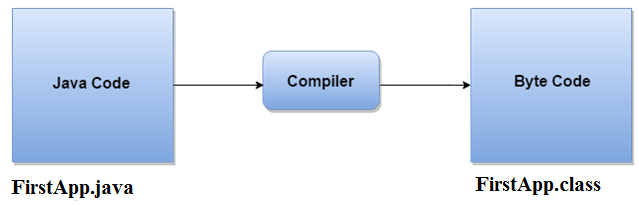 Java Code
Compiler
Byte Code
FirstApp.java
FirstApp.class